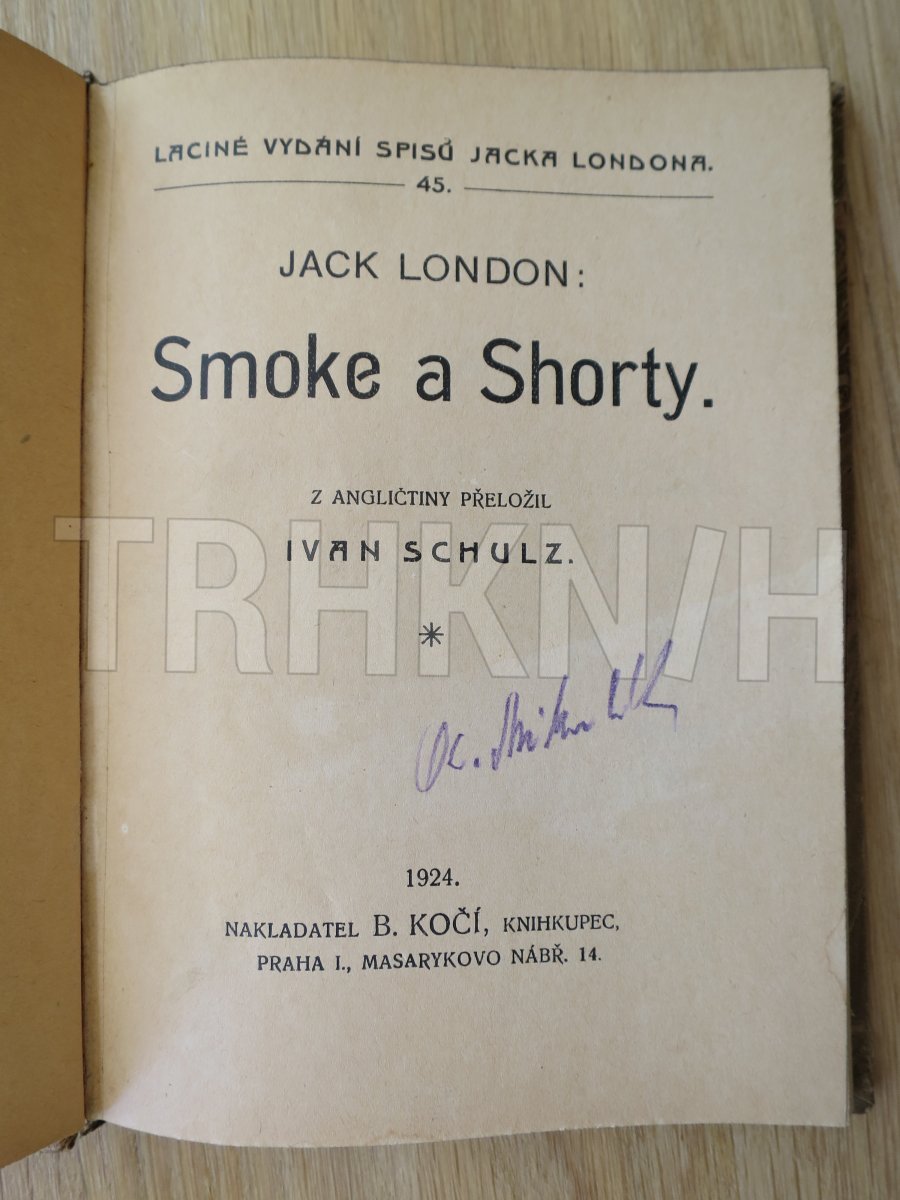 LACINÉ VYDÁNÍ SPISŮ JACKA LONDONA.
45.
JACK LONDON:
Smoke a Shorty.
Z ANGLIČTINY PŘELOŽIL
IVAN SCHULZ.
TRHKNIH
1924.
NAKLADATEL B. KOČÍ, KNIHKUPEC,
PRAHA I., MASARYKOVO NÁBŘ. 14.